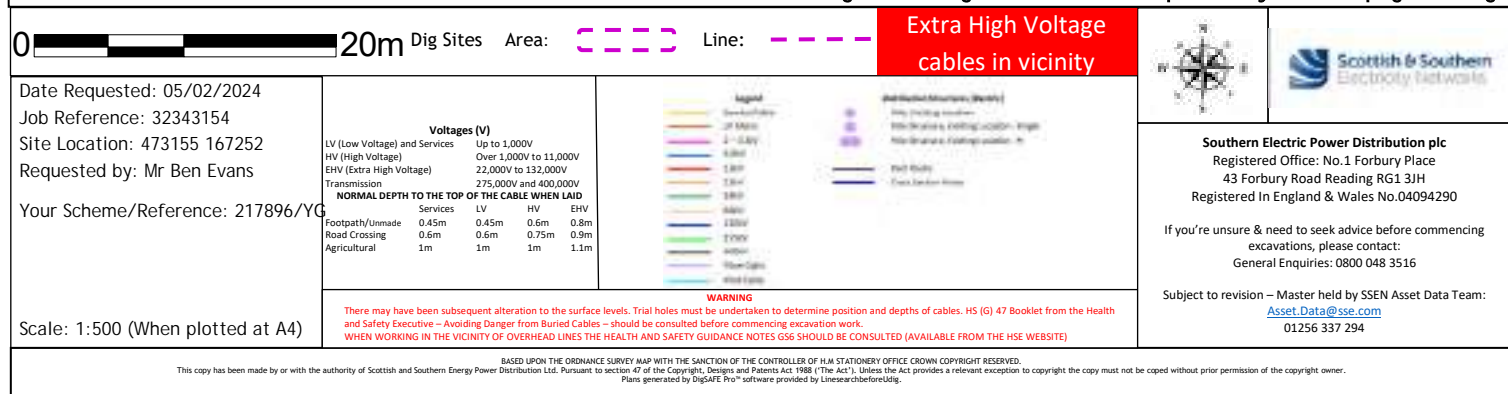 0 20m Dig Sites Area: Line:
Extra High Voltage
cables in vicinity
Scottish & Southern
Electricity Networks
Date Requested: 05/02/2024
Job Reference: 32343154
Site Location: 473155 167252
Requested by: Mr Ben Evans
Your Scheme/Reference: 217896/YG
Scale: 1:500 (When plotted at A4)
Voltages (V)
LV (Low Voltage) and Services Up to 1,000V
HV (High Voltage) Over 1,000V to 11,000V
EHV (Extra High Voltage) 22,000V to 132,000V
Transmission 275,000V and 400,000V
NORMAL DEPTH TO THE TOP OF THE CABLE WHEN LAID
Services LV HV EHV
Footpath/Unmade 0.45m 0.45m 0.6m 0.8m
Road Crossing 0.6m 0.6m 0.75m 0.9m
Agricultural 1m 1m 1m 1.1m
Legend
LV Mains
WARNING
There may have been subsequent alteration to the surface levels. Trial holes must be undertaken to determine position and depths of cables. HS (G) 47 Booklet from the Health
and Safety Executive – Avoiding Danger from Buried Cables – should be consulted before commencing excavation work.
WHEN WORKING IN THE VICINITY OF OVERHEAD LINES THE HEALTH AND SAFETY GUIDANCE NOTES GS6 SHOULD BE CONSULTED (AVAILABLE FROM THE HSE WEBSITE)
W E
Southern Electric Power Distribution plc
Registered Office: No.1 Forbury Place
43 Forbury Road Reading RG1 3JH
Registered In England & Wales No.04094290
If you're unsure & need to seek advice before commencing
excavations, please contact:
General Enquiries: 0800 048 3516
Subject to revision – Master held by SSEN Asset Data Team:
Asset.Data@sse.com
01256 337 294
BASED UPON THE ORDNANCE SURVEY MAP WITH THE SANCTION OF THE CONTROLLER OF H.M STATIONERY OFFICE CROWN COPYRIGHT RESERVED.
This copy has been made by or with the authority of Scottish and Southern Energy Power Distribution Ltd. Pursuant to section 47 of the Copyright, Designs and Patents Act 1988 ('The Act'). Unless the Act provides a relevant exception to copyright the copy must not be coped without prior permission of the copyright owner.
Plans generated by DigSAFE Pro™ software provided by LinesearchbeforeUdig.